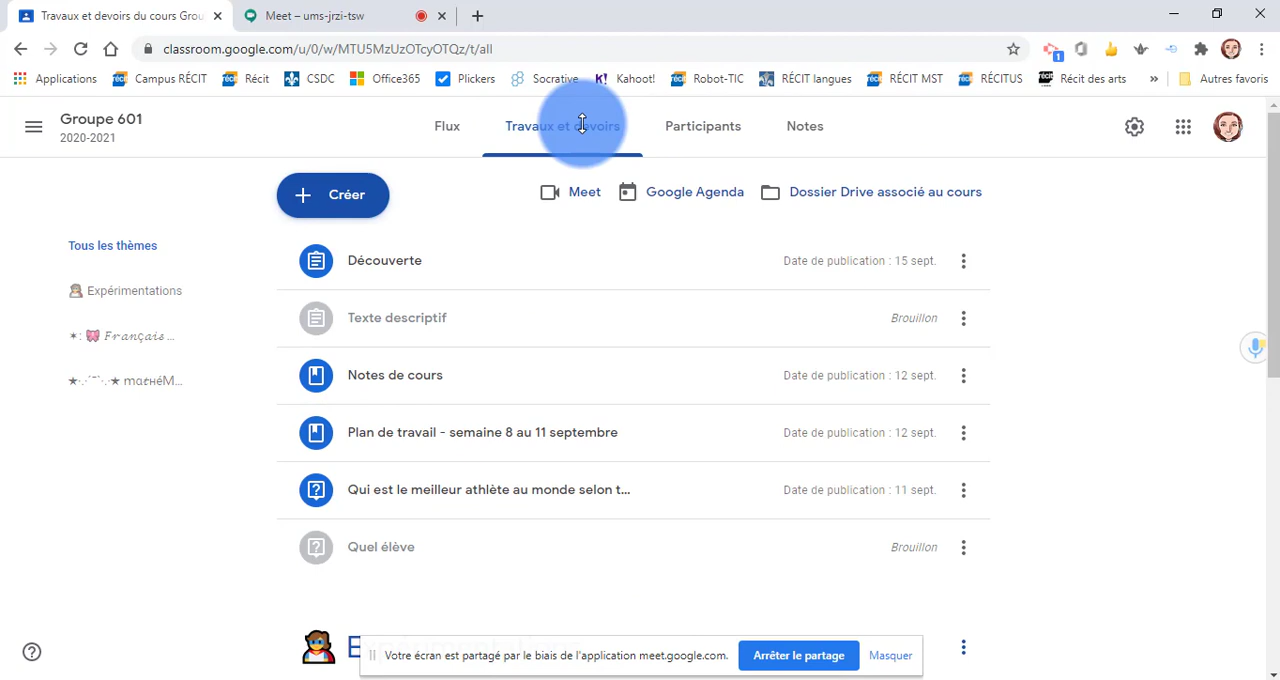 Travaux et devoirs du cours Grou
Meet – ums-jrzi-tsw
classroom.google.com/u/0/w/MTU5MzUzOTcyOTQz/t/all
1
Applications
Campus RÉCIT
Récit
CSDC
Office365
Plickers
Socrative
Kahoot!
Robot-TIC
RÉCIT langues
RÉCIT MST
RÉCITUS
Récit des arts
»
Autres favoris
Groupe 601
2020-2021
Flux
Travaux et devoirs
Participants
Notes
Créer
Meet
Google Agenda
Dossier Drive associé au cours
Tous les thèmes
Expérimentations
𝓕𝓻𝓪𝓷ç𝓪𝓲𝓼 ...
Découverte
Date de publication : 15 sept.
Texte descriptif
Brouillon
Notes de cours
Date de publication : 12 sept.
Plan de travail - semaine 8 au 11 septembre
Date de publication : 12 sept.
Qui est le meilleur athlète au monde selon t...
Date de publication : 11 sept.
Quel élève
Brouillon
Votre écran est partagé par le biais de l'application meet.google.com.
Arrêter le partage
Masquer